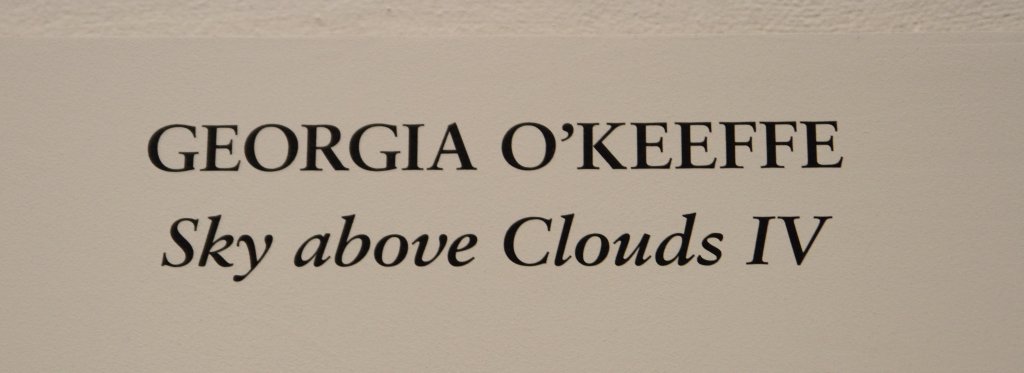 GEORGIA O’KEEFFE
Sky above Clouds IV